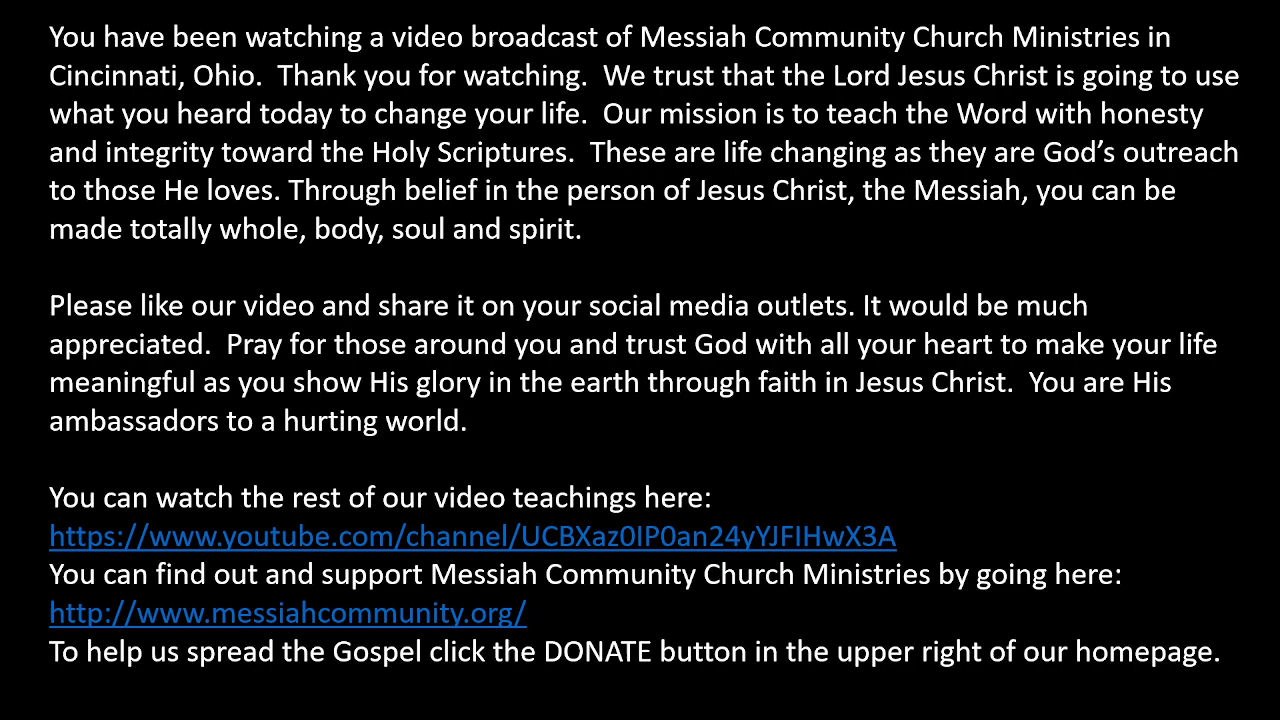 You have been watching a video broadcast of Messiah Community Church Ministries in
Cincinnati, Ohio.  Thank you for watching.  We trust that the Lord Jesus Christ is going to use
what you heard today to change your life.  Our mission is to teach the Word with honesty
and integrity toward the Holy Scriptures.  These are life changing as they are God’s outreach
to those He loves. Through belief in the person of Jesus Christ, the Messiah, you can be
made totally whole, body, soul and spirit.
Please like our video and share it on your social media outlets. It would be much
appreciated.  Pray for those around you and trust God with all your heart to make your life
meaningful as you show His glory in the earth through faith in Jesus Christ.  You are His
ambassadors to a hurting world.
You can watch the rest of our video teachings here:
https://www.youtube.com/channel/UCBXaz0IP0an24yYJFIHwX3A
You can find out and support Messiah Community Church Ministries by going here:
http://www.messiahcommunity.org/
To help us spread the Gospel click the DONATE button in the upper right of our homepage.